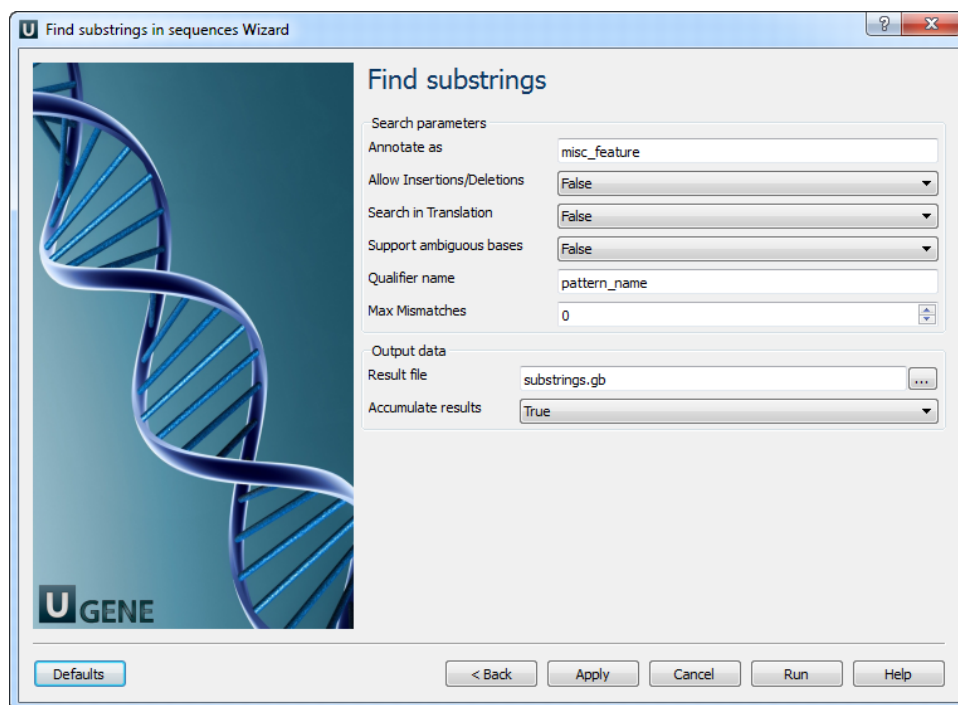 U Find substrings in sequences Wizard ? X
Find substrings
Search parameters
Annotate as misc_feature
Allow Insertions/Deletions False
Search in Translation False
Support ambiguous bases False
Qualifier name pattern_name
Max Mismatches 0
Output data
Result file substrings.gb ...
Accumulate results True
U GENE
Defaults < Back Apply Cancel Run Help